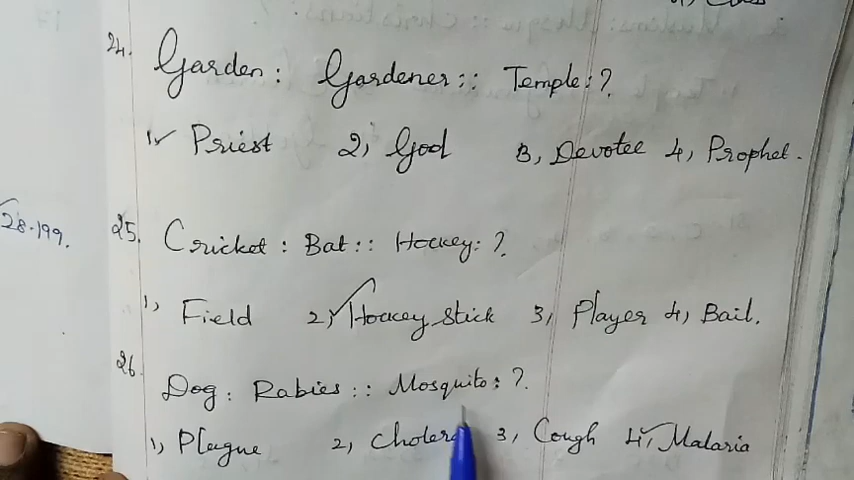 24. Garden : Gardener :: Temple : ?
1, Priest 2, God 3, Devotee 4, Prophet.
28.199.
25. Cricket : Bat :: Hockey : ?
1, Field 2, Hockey Stick 3, Player 4, Bail.
26
Dog : Rabies :: Mosquito : ?
1, Plague 2, Cholera 3, Cough 4, Malaria